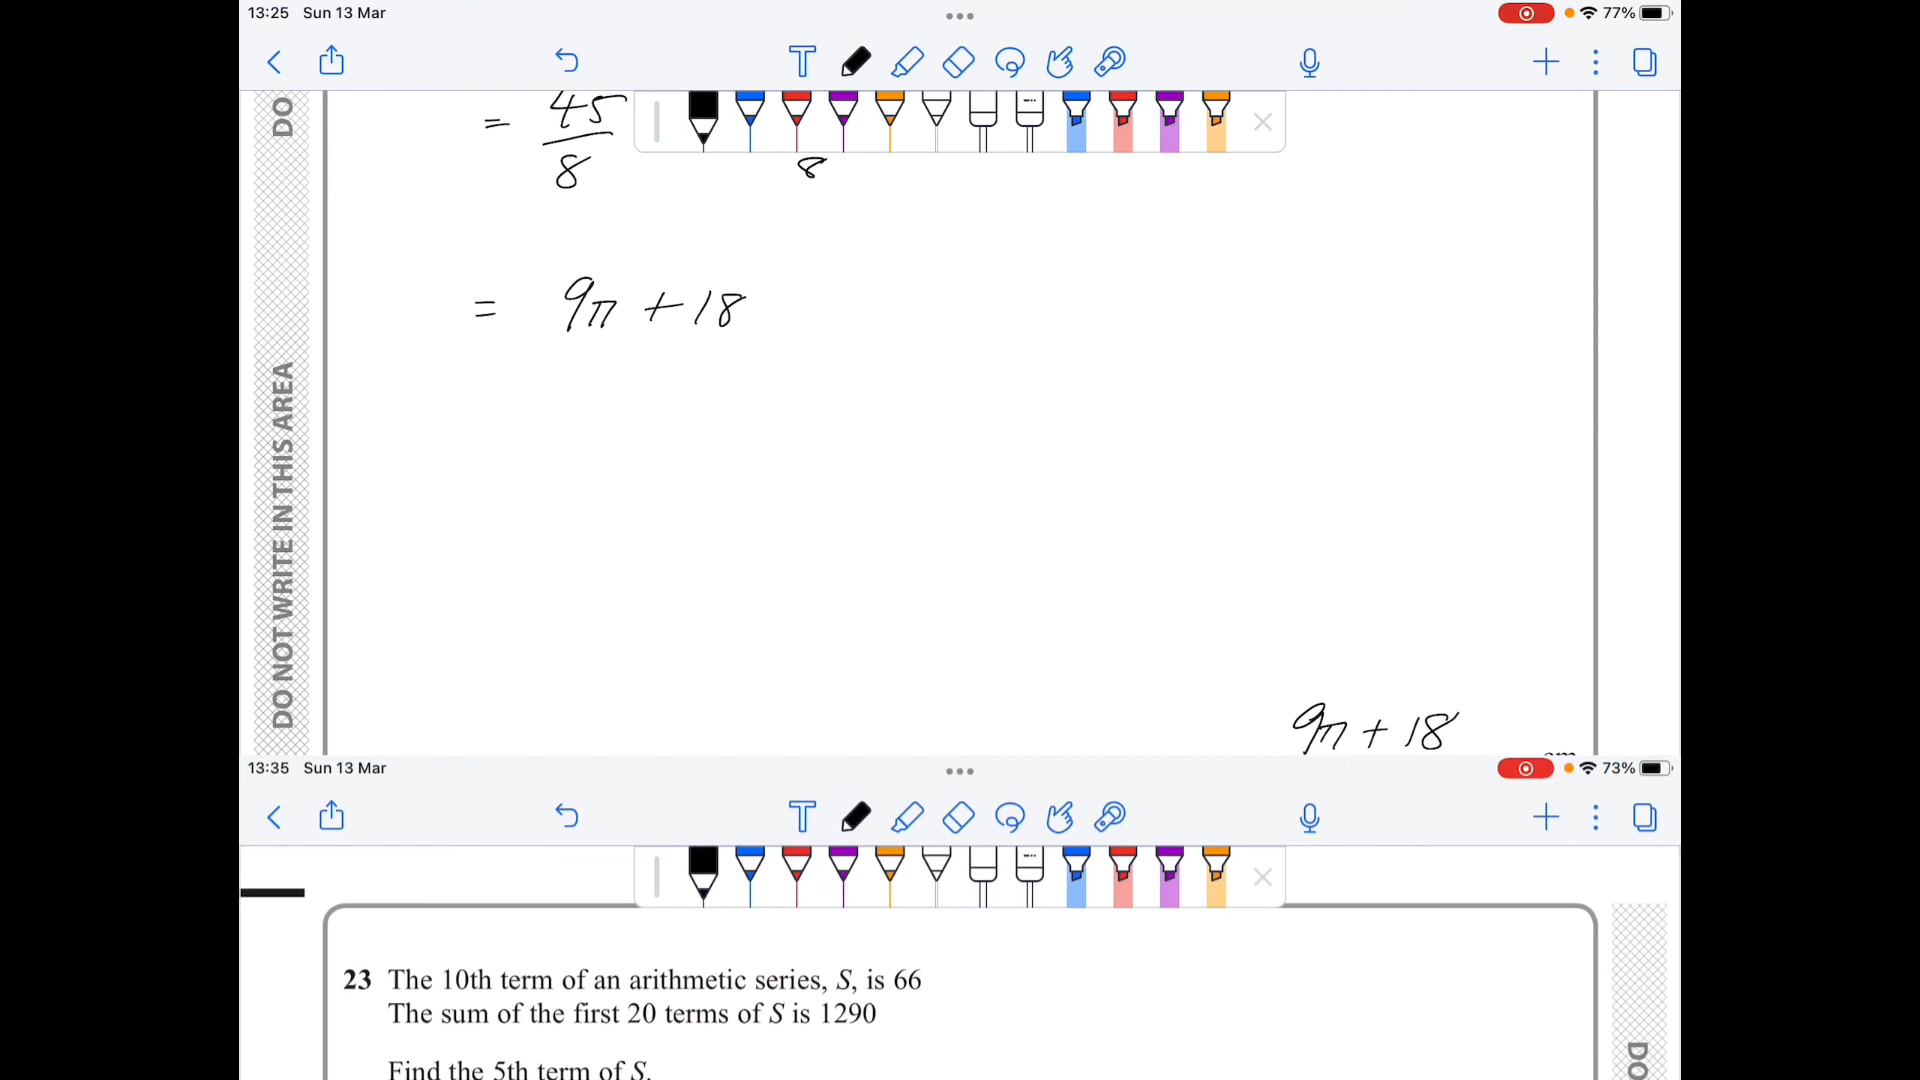 13:25 Sun 13 Mar 77%
T
DO
= 45/8
8
= 9π + 18
DO NOT WRITE IN THIS AREA
9π + 18
13:35 Sun 13 Mar 73%
T
23 The 10th term of an arithmetic series, S, is 66
The sum of the first 20 terms of S is 1290
DO
Find the 5th term of S.